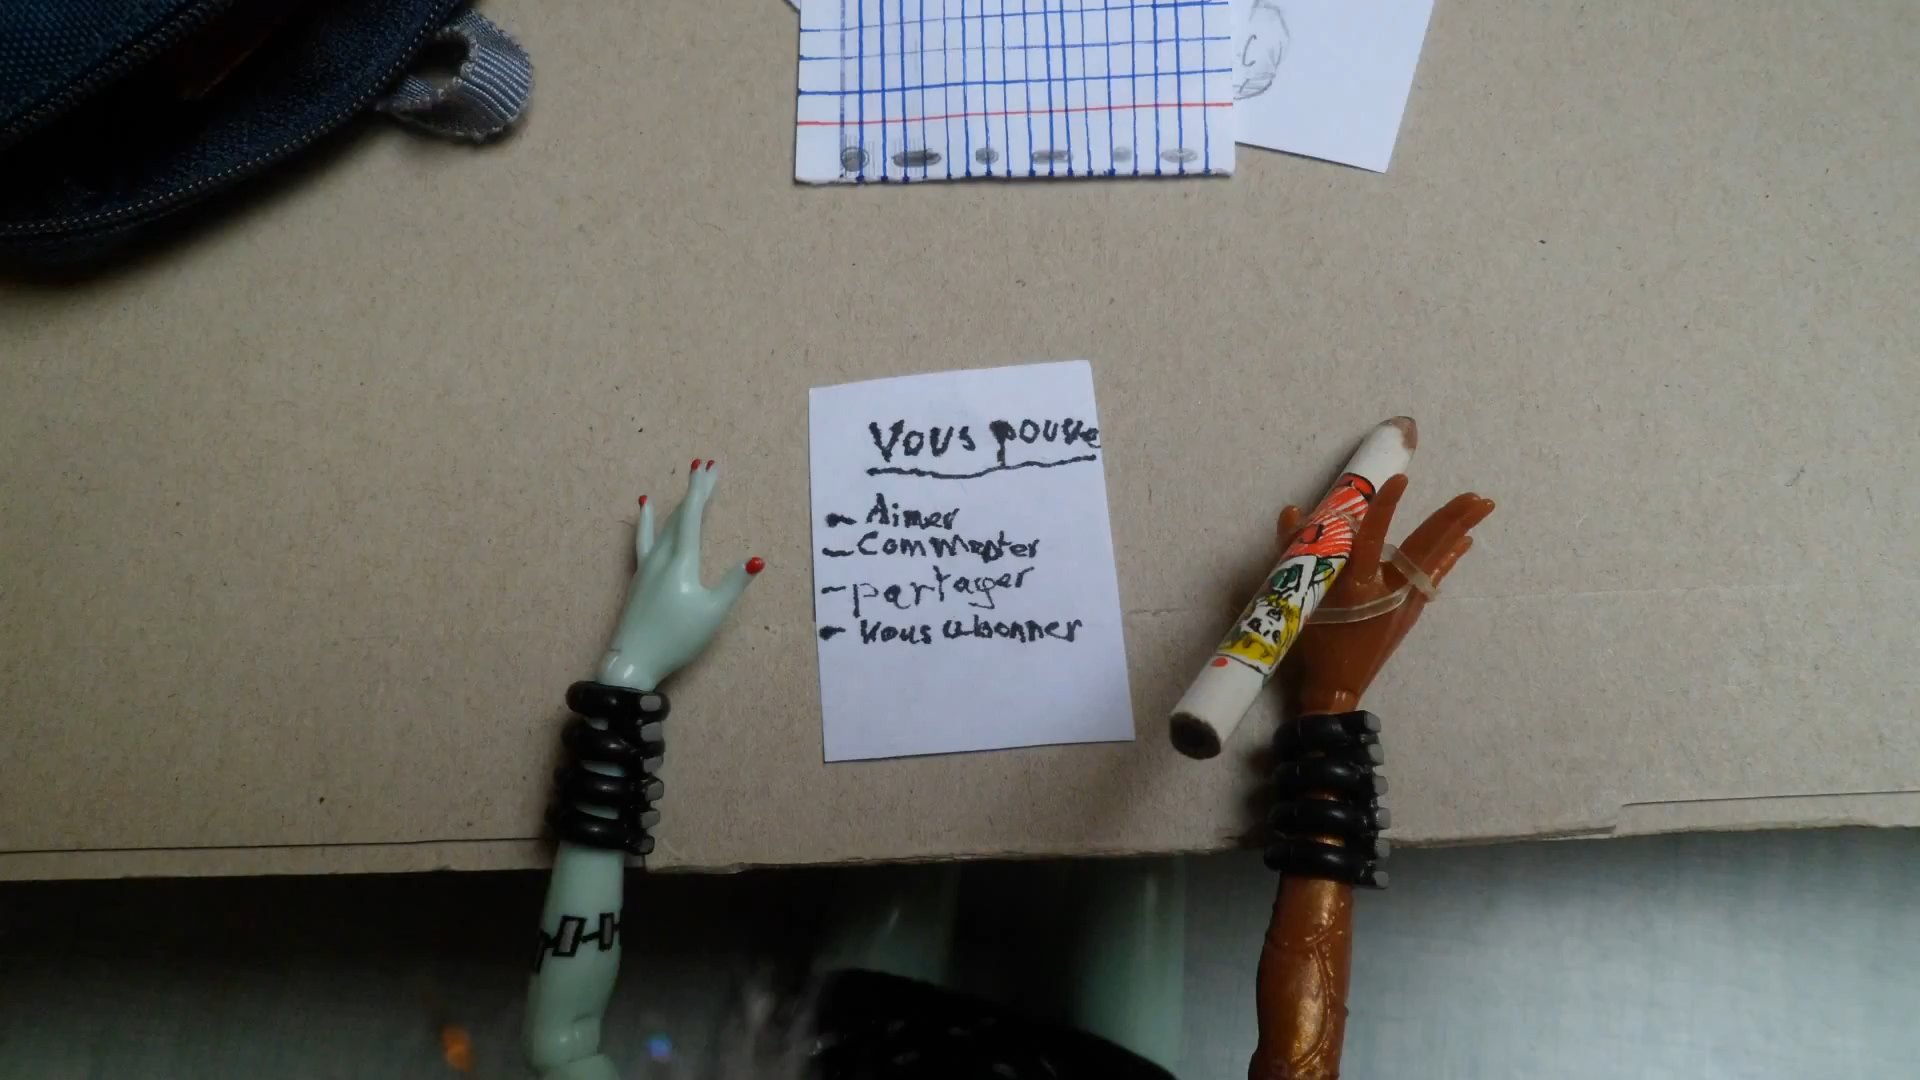 Vous pouve
- Aimer
- Commenter
- partager
- Vous abonner